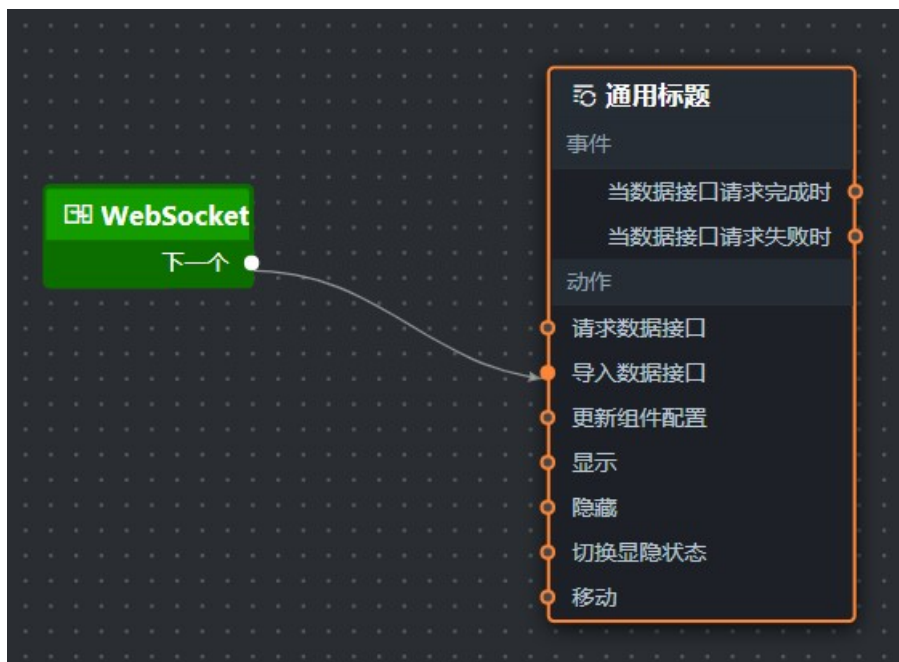 WebSocket
下一个
通用标题
事件
当数据接口请求完成时
当数据接口请求失败时
动作
请求数据接口
导入数据接口
更新组件配置
显示
隐藏
切换显隐状态
移动